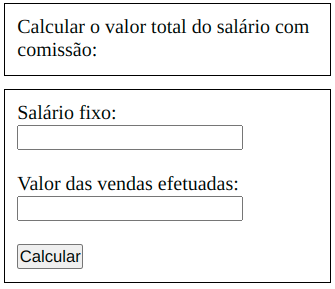 Calcular o valor total do salário com
comissão:
Salário fixo:
Valor das vendas efetuadas:
Calcular